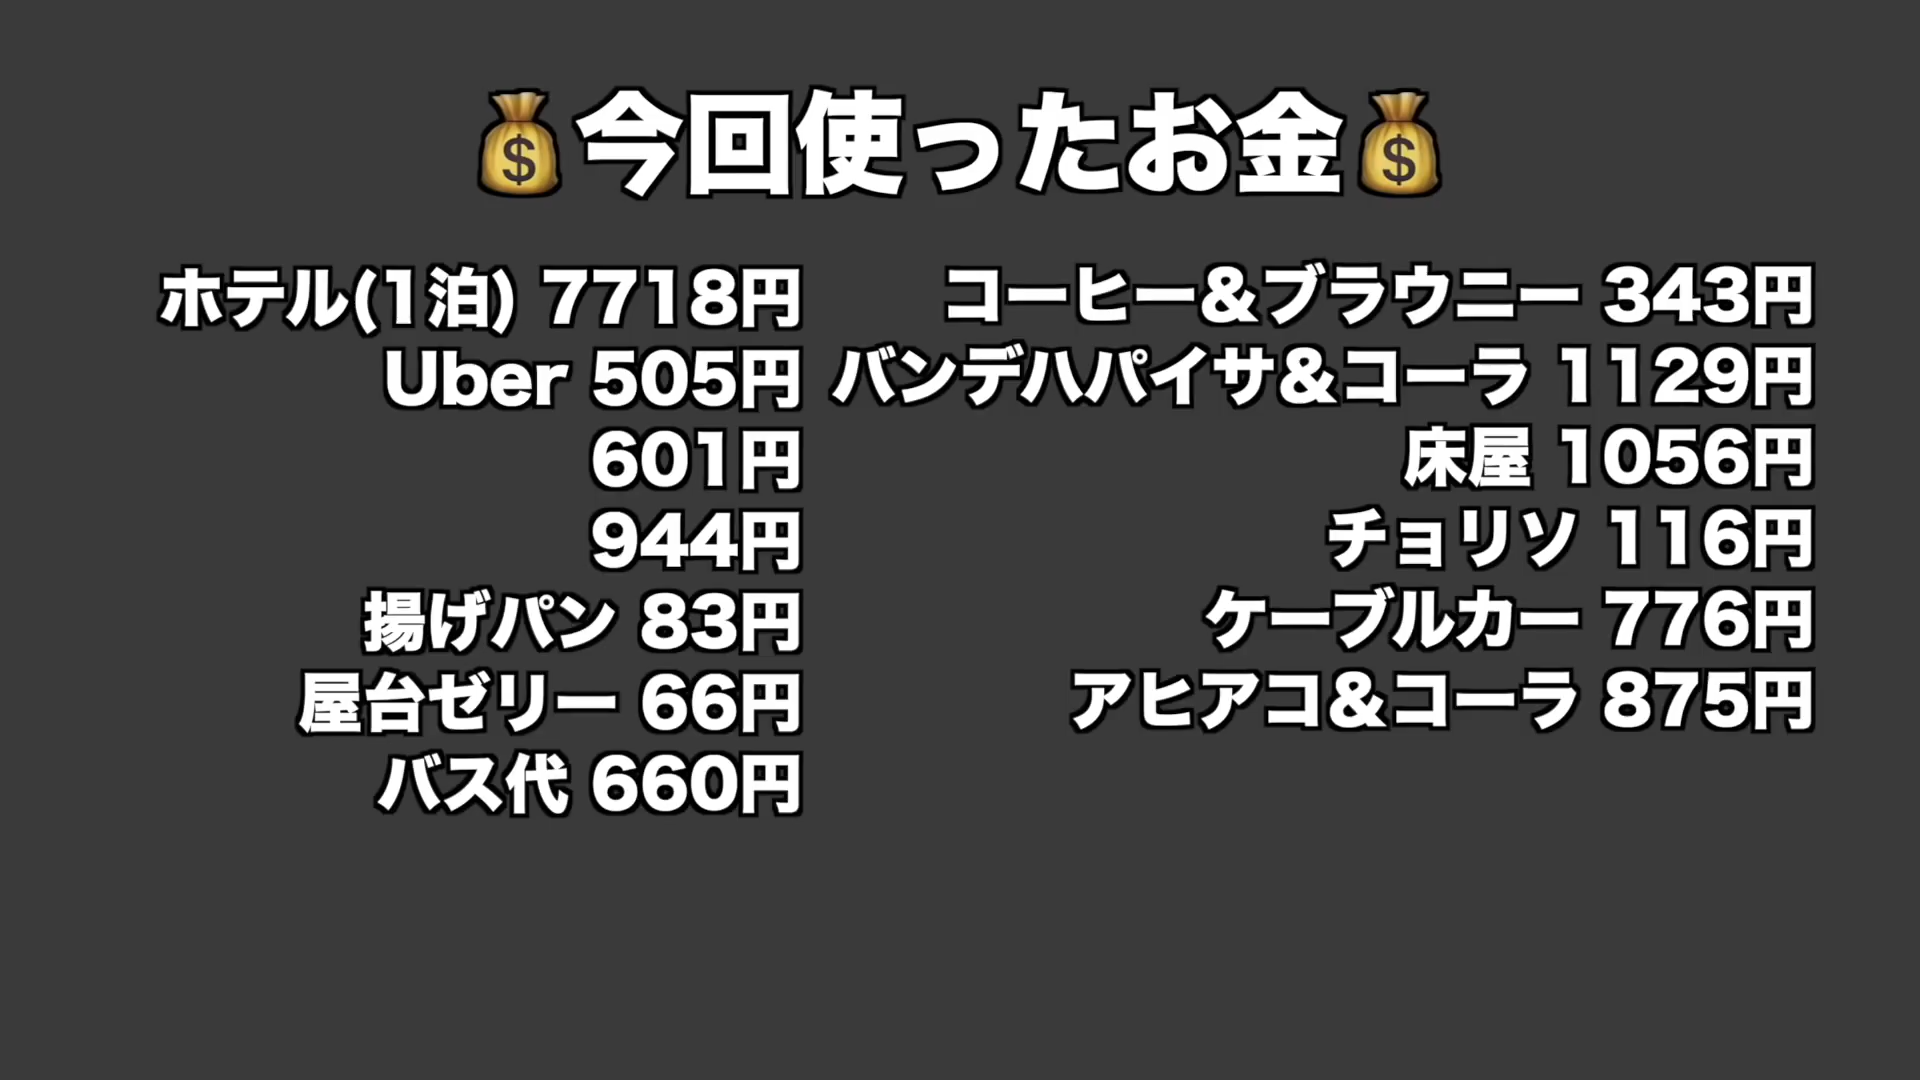 💰今回使ったお金💰
ホテル(1泊) 7718円
Uber 505円
601円
944円
揚げパン 83円
屋台ゼリー 66円
バス代 660円
コーヒー&ブラウニー 343円
バンデハパイサ&コーラ 1129円
床屋 1056円
チョリソ 116円
ケーブルカー 776円
アヒアコ&コーラ 875円